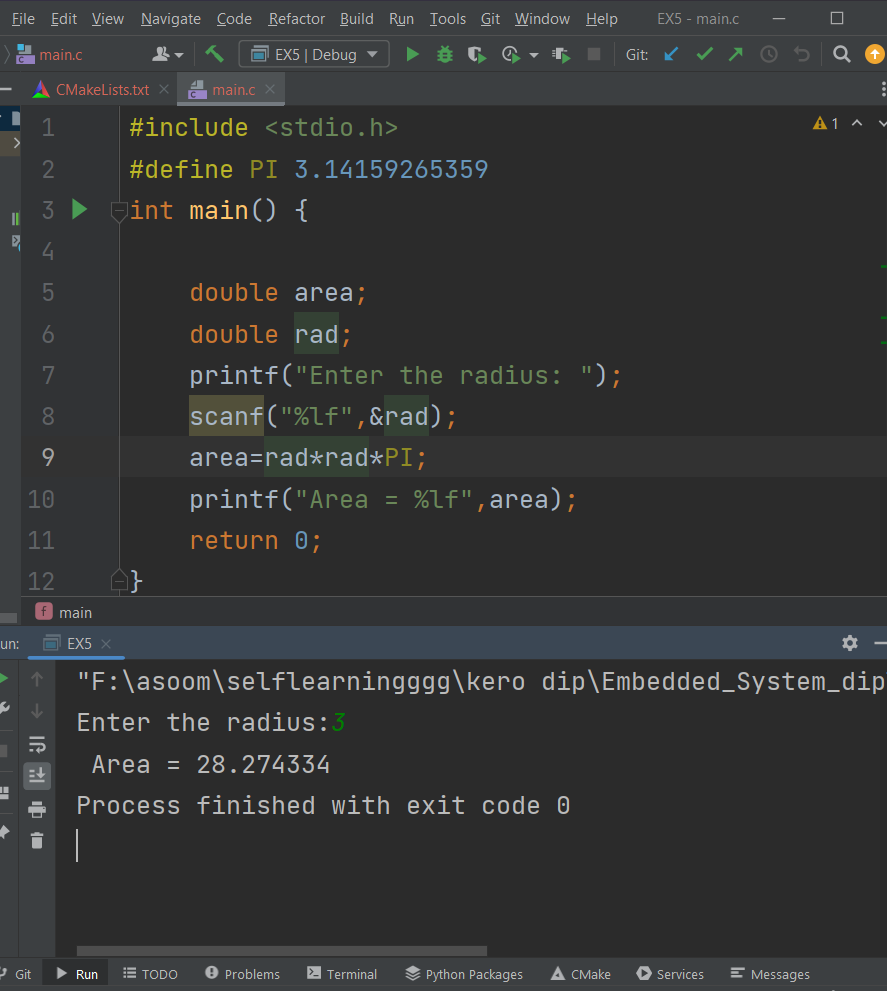 File Edit View Navigate Code Refactor Build Run Tools Git Window Help EX5 - main.c
main.c EX5 | Debug Git:
CMakeLists.txt main.c
1 #include <stdio.h> 1
2 #define PI 3.14159265359
3 int main() {
4
5 double area;
6 double rad;
7 printf("Enter the radius: ");
8 scanf("%lf",&rad);
9 area=rad*rad*PI;
10 printf("Area = %lf",area);
11 return 0;
12 }
f main
un: EX5
"F:\asoom\selflearningggg\kero dip\Embedded_System_dip
Enter the radius:3
Area = 28.274334
Process finished with exit code 0
Git Run TODO Problems Terminal Python Packages CMake Services Messages